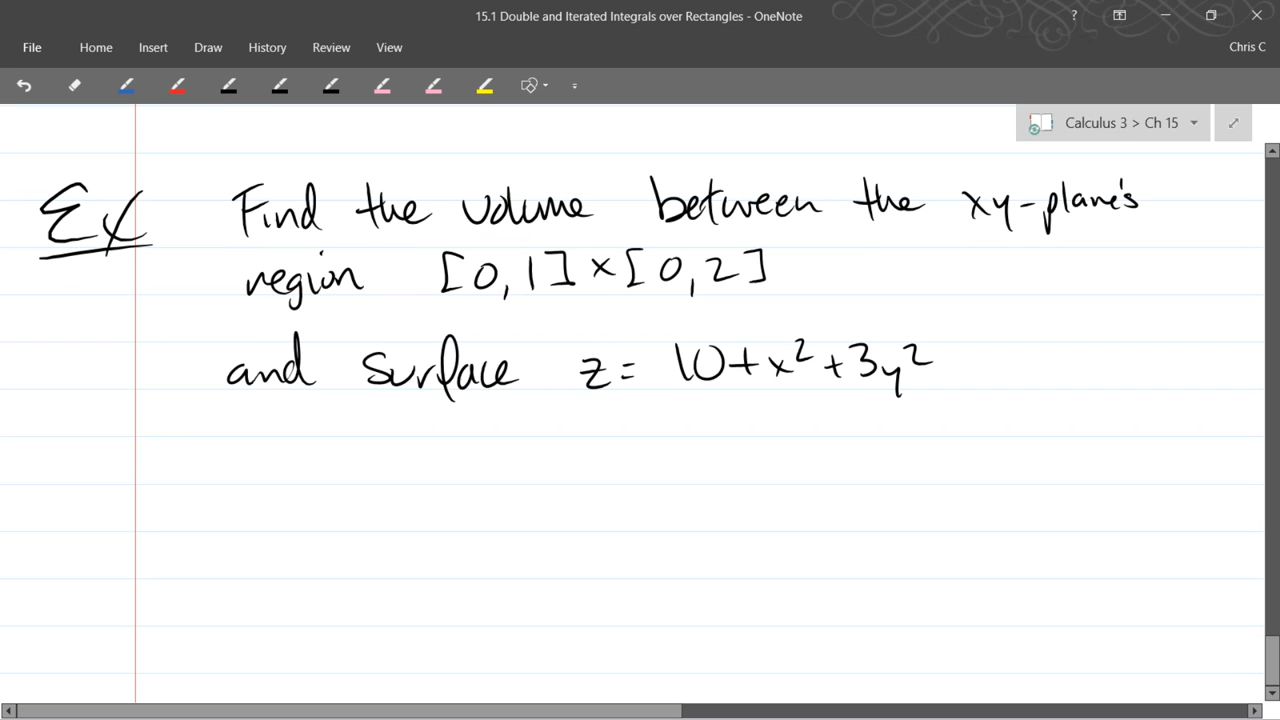 15.1 Double and Iterated Integrals over Rectangles - OneNote
?
File Home Insert Draw History Review View
Chris C
Calculus 3 > Ch 15
Ex Find the volume between the xy-plane's
region [0,1]×[0,2]
and surface z= 10+x²+3y²